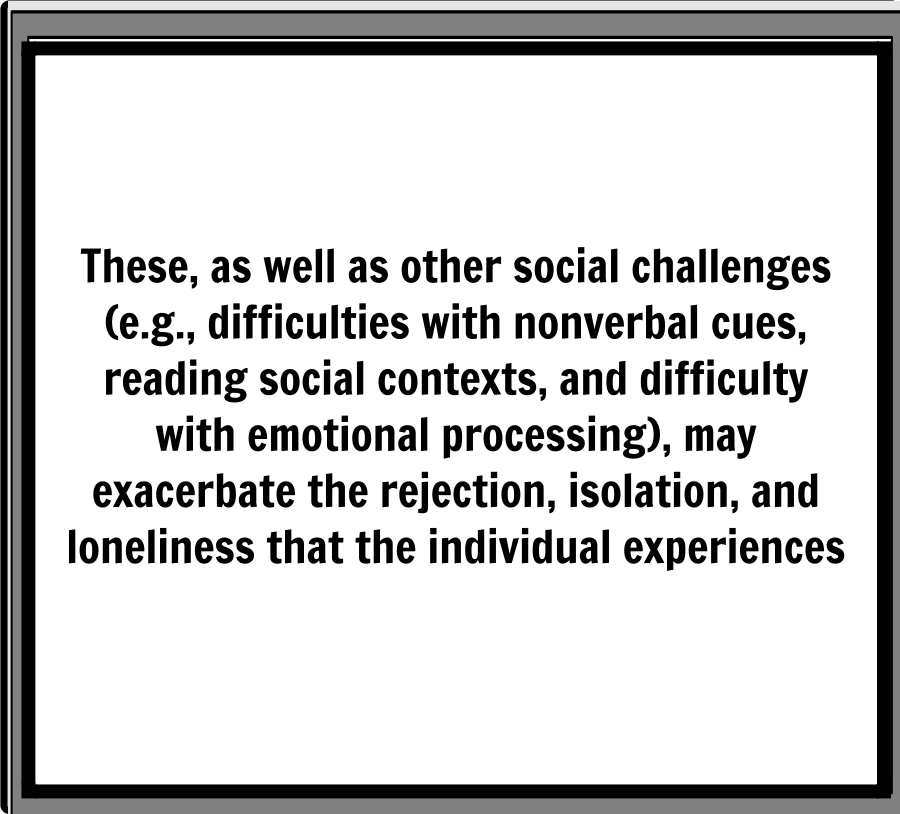 These, as well as other social challenges
(e.g., difficulties with nonverbal cues,
reading social contexts, and difficulty
with emotional processing), may
exacerbate the rejection, isolation, and
loneliness that the individual experiences